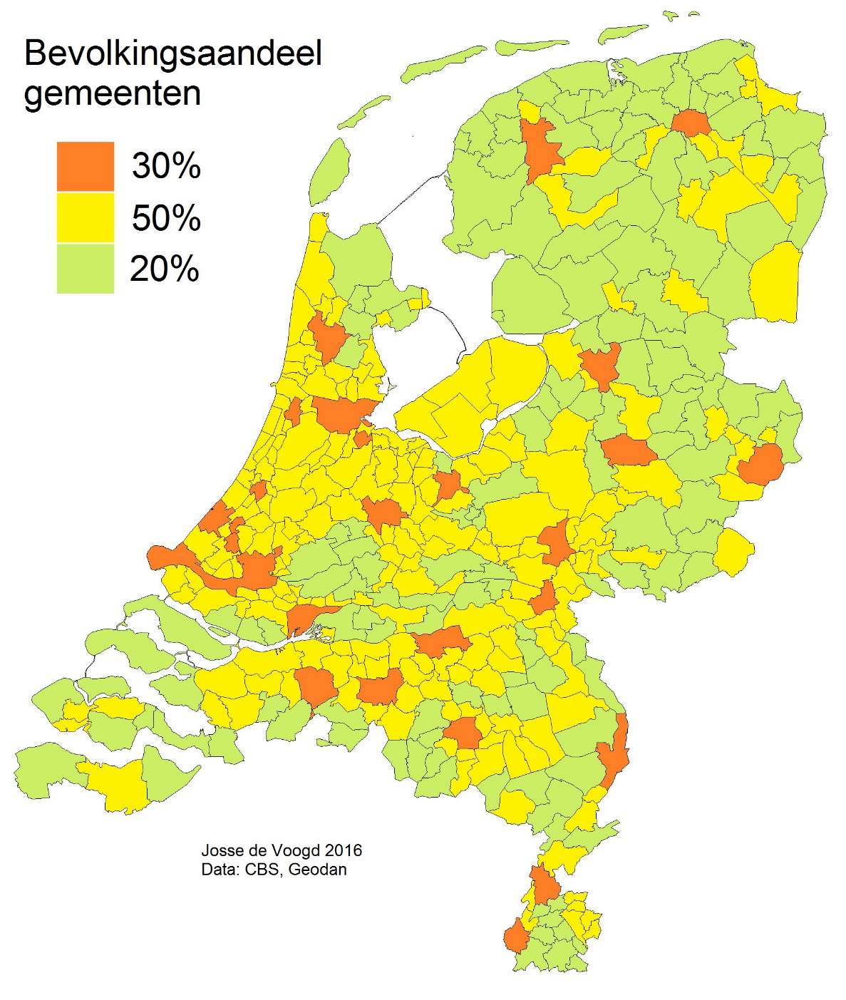 Bevolkingsaandeel
gemeenten
30%
50%
20%
Josse de Voogd 2016
Data: CBS, Geodan